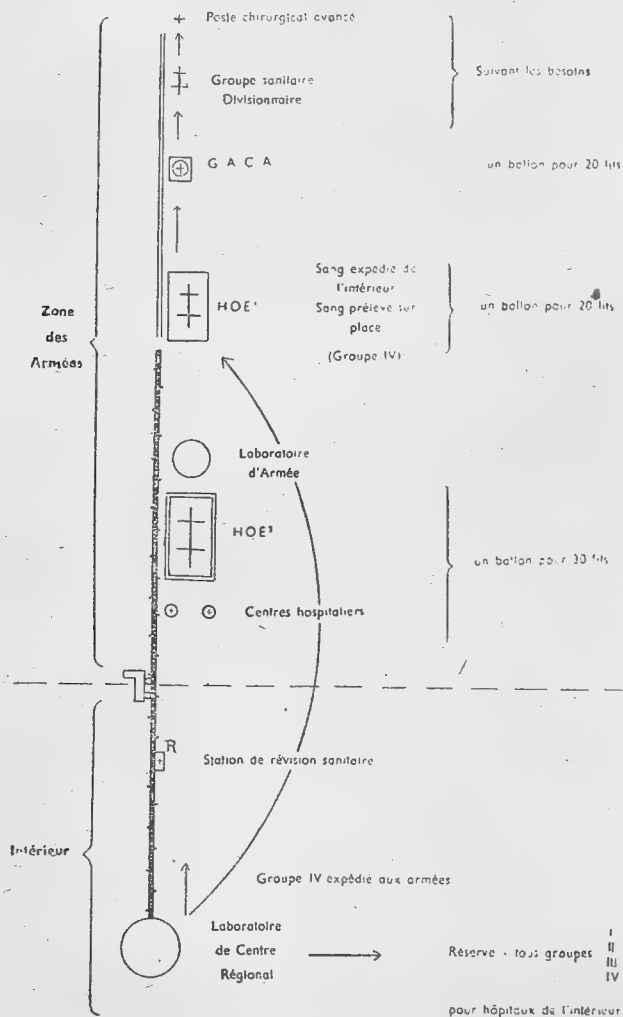 Poste chirurgical avancé
Groupe sanitaire
Divisionnaire
Suivant les besoins
G A C A
un ballon pour 20 lits
Zone
des
Armées
HOE¹
Sang expédié de
l'intérieur
Sang prélevé sur
place
(Groupe IV)
un ballon pour 20 lits
Laboratoire
d'Armée
HOE²
un ballon pour 30 lits
Centres hospitaliers
R
Station de révision sanitaire
Intérieur
Groupe IV expédié aux armées
Laboratoire
de Centre
Régional
Réserve - tous groupes
I
II
III
IV
pour hôpitaux de l'intérieur